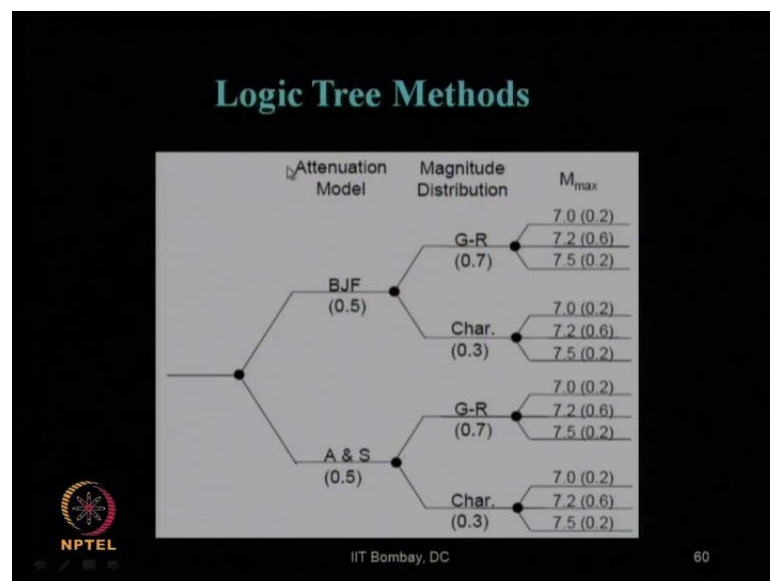 Logic Tree Methods
Attenuation Model
Magnitude Distribution
Mmax
BJF
(0.5)
G-R
(0.7)
7.0 (0.2)
7.2 (0.6)
7.5 (0.2)
Char.
(0.3)
7.0 (0.2)
7.2 (0.6)
7.5 (0.2)
A & S
(0.5)
G-R
(0.7)
7.0 (0.2)
7.2 (0.6)
7.5 (0.2)
Char.
(0.3)
7.0 (0.2)
7.2 (0.6)
7.5 (0.2)
NPTEL
IIT Bombay, DC
60